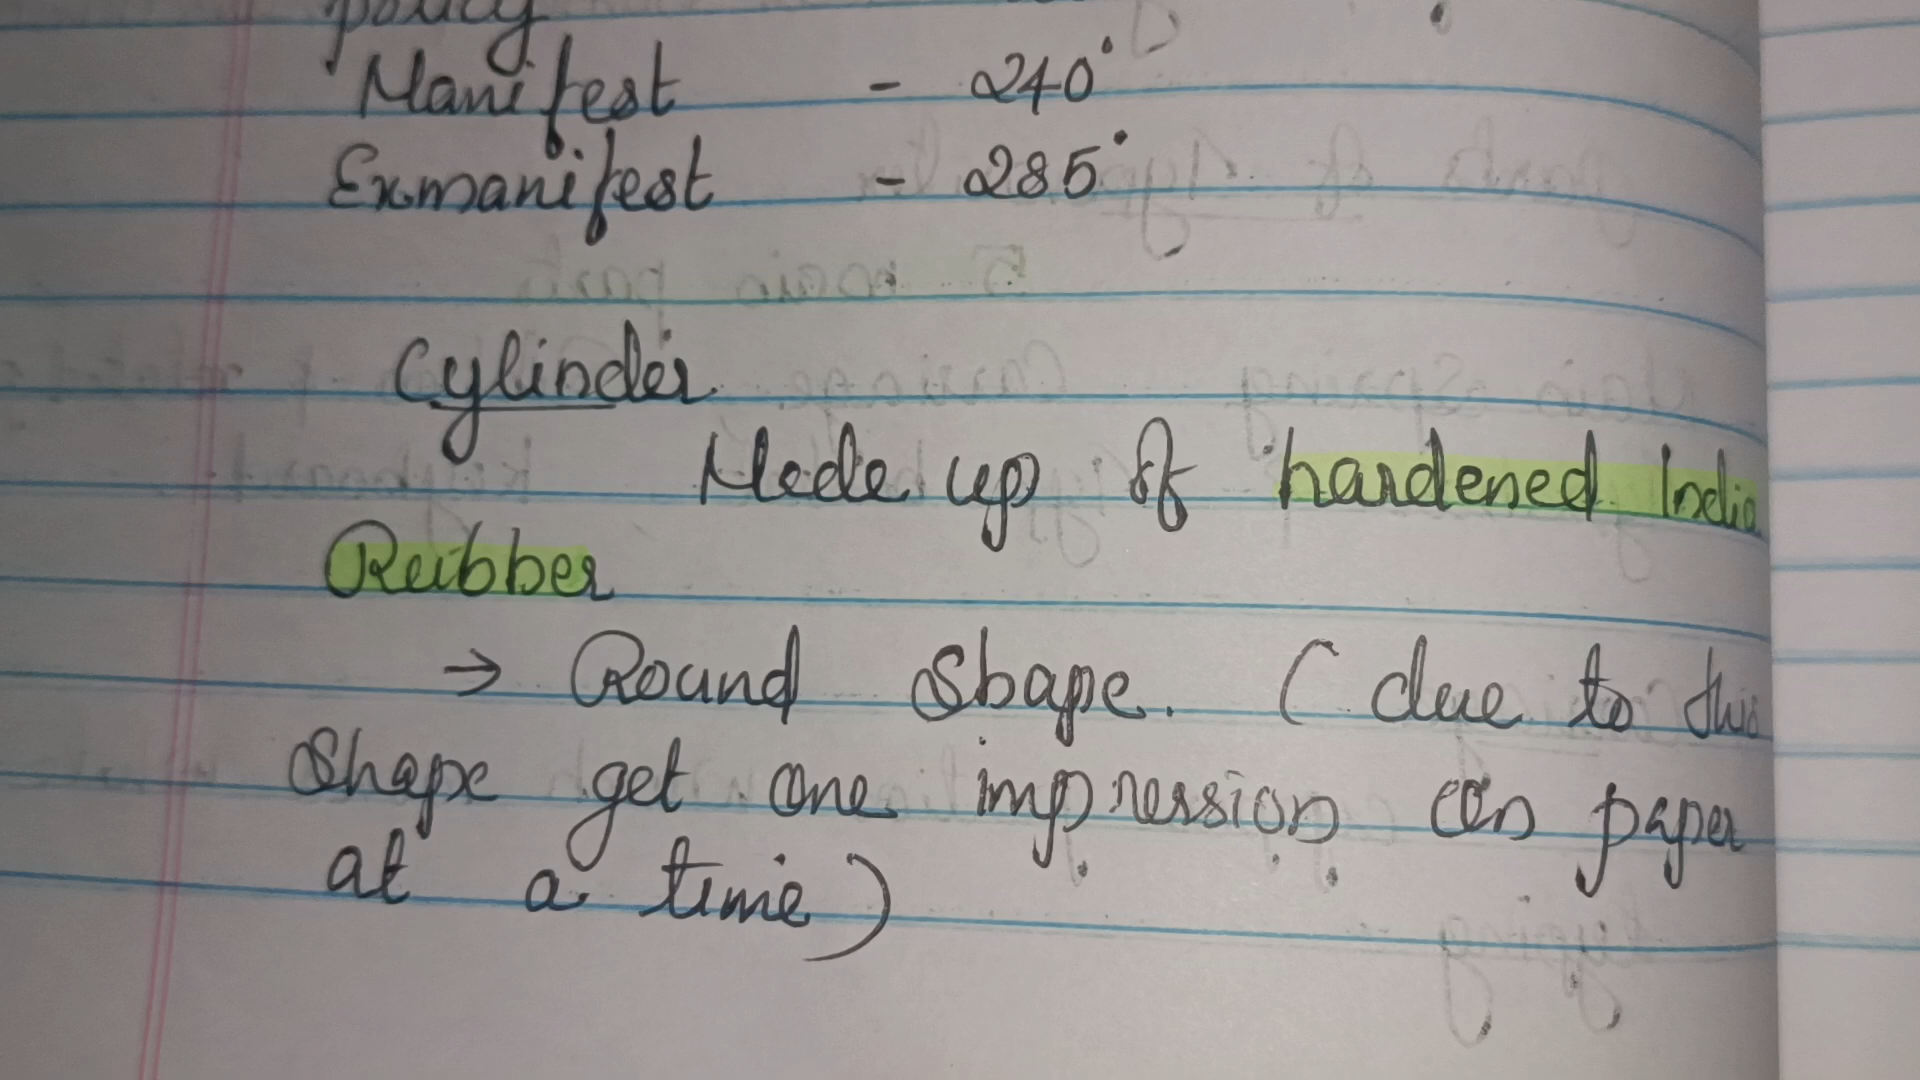 policy
Manifest - 240°
Exmanifest - 285°
Cylinder
Made up of hardened India
Rubber
→ Round Shape. ( due to this
Shape get one impression on paper
at a time)